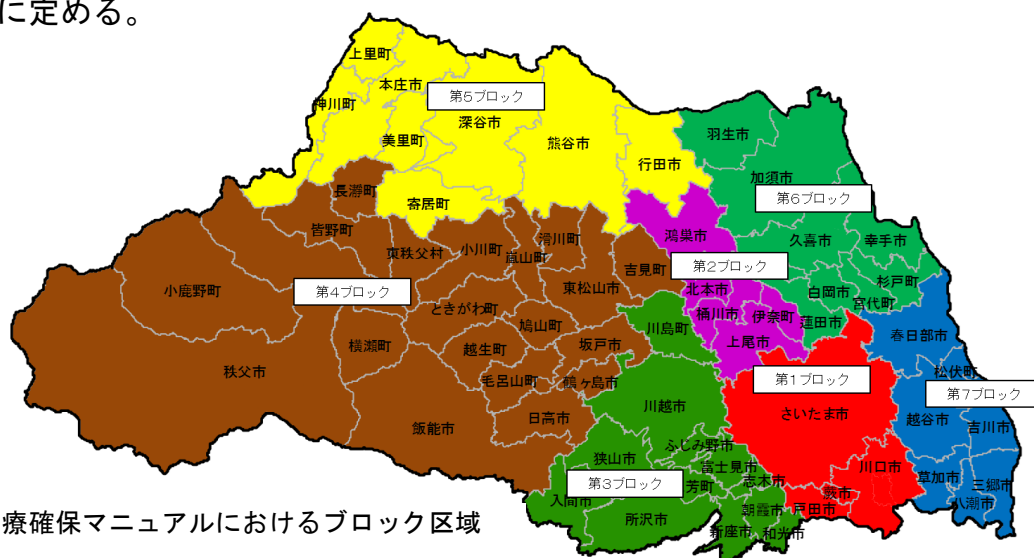 に定める。
上里町
本庄市
神川町
第5ブロック
深谷市
美里町
熊谷市
行田市
羽生市
加須市
第6ブロック
長瀞町
寄居町
皆野町
鴻巣市
久喜市
幸手市
東秩父村
小川町
嵐山町
滑川町
吉見町
第2ブロック
小鹿野町
第4ブロック
東松山市
北本市
白岡市
杉戸町
宮代町
ときがわ町
桶川市
伊奈町
蓮田市
川島町
鳩山町
上尾市
春日部市
横瀬町
越生町
坂戸市
秩父市
毛呂山町
鶴ヶ島市
第1ブロック
松伏町
第7ブロック
川越市
さいたま市
越谷市
吉川市
日高市
飯能市
ふじみ野市
狭山市
富士見市
川口市
第3ブロック
芳町
志木市
草加市
三郷市
入間市
蕨市
戸田市
八潮市
所沢市
朝霞市
新座市
和光市
療確保マニュアルにおけるブロック区域